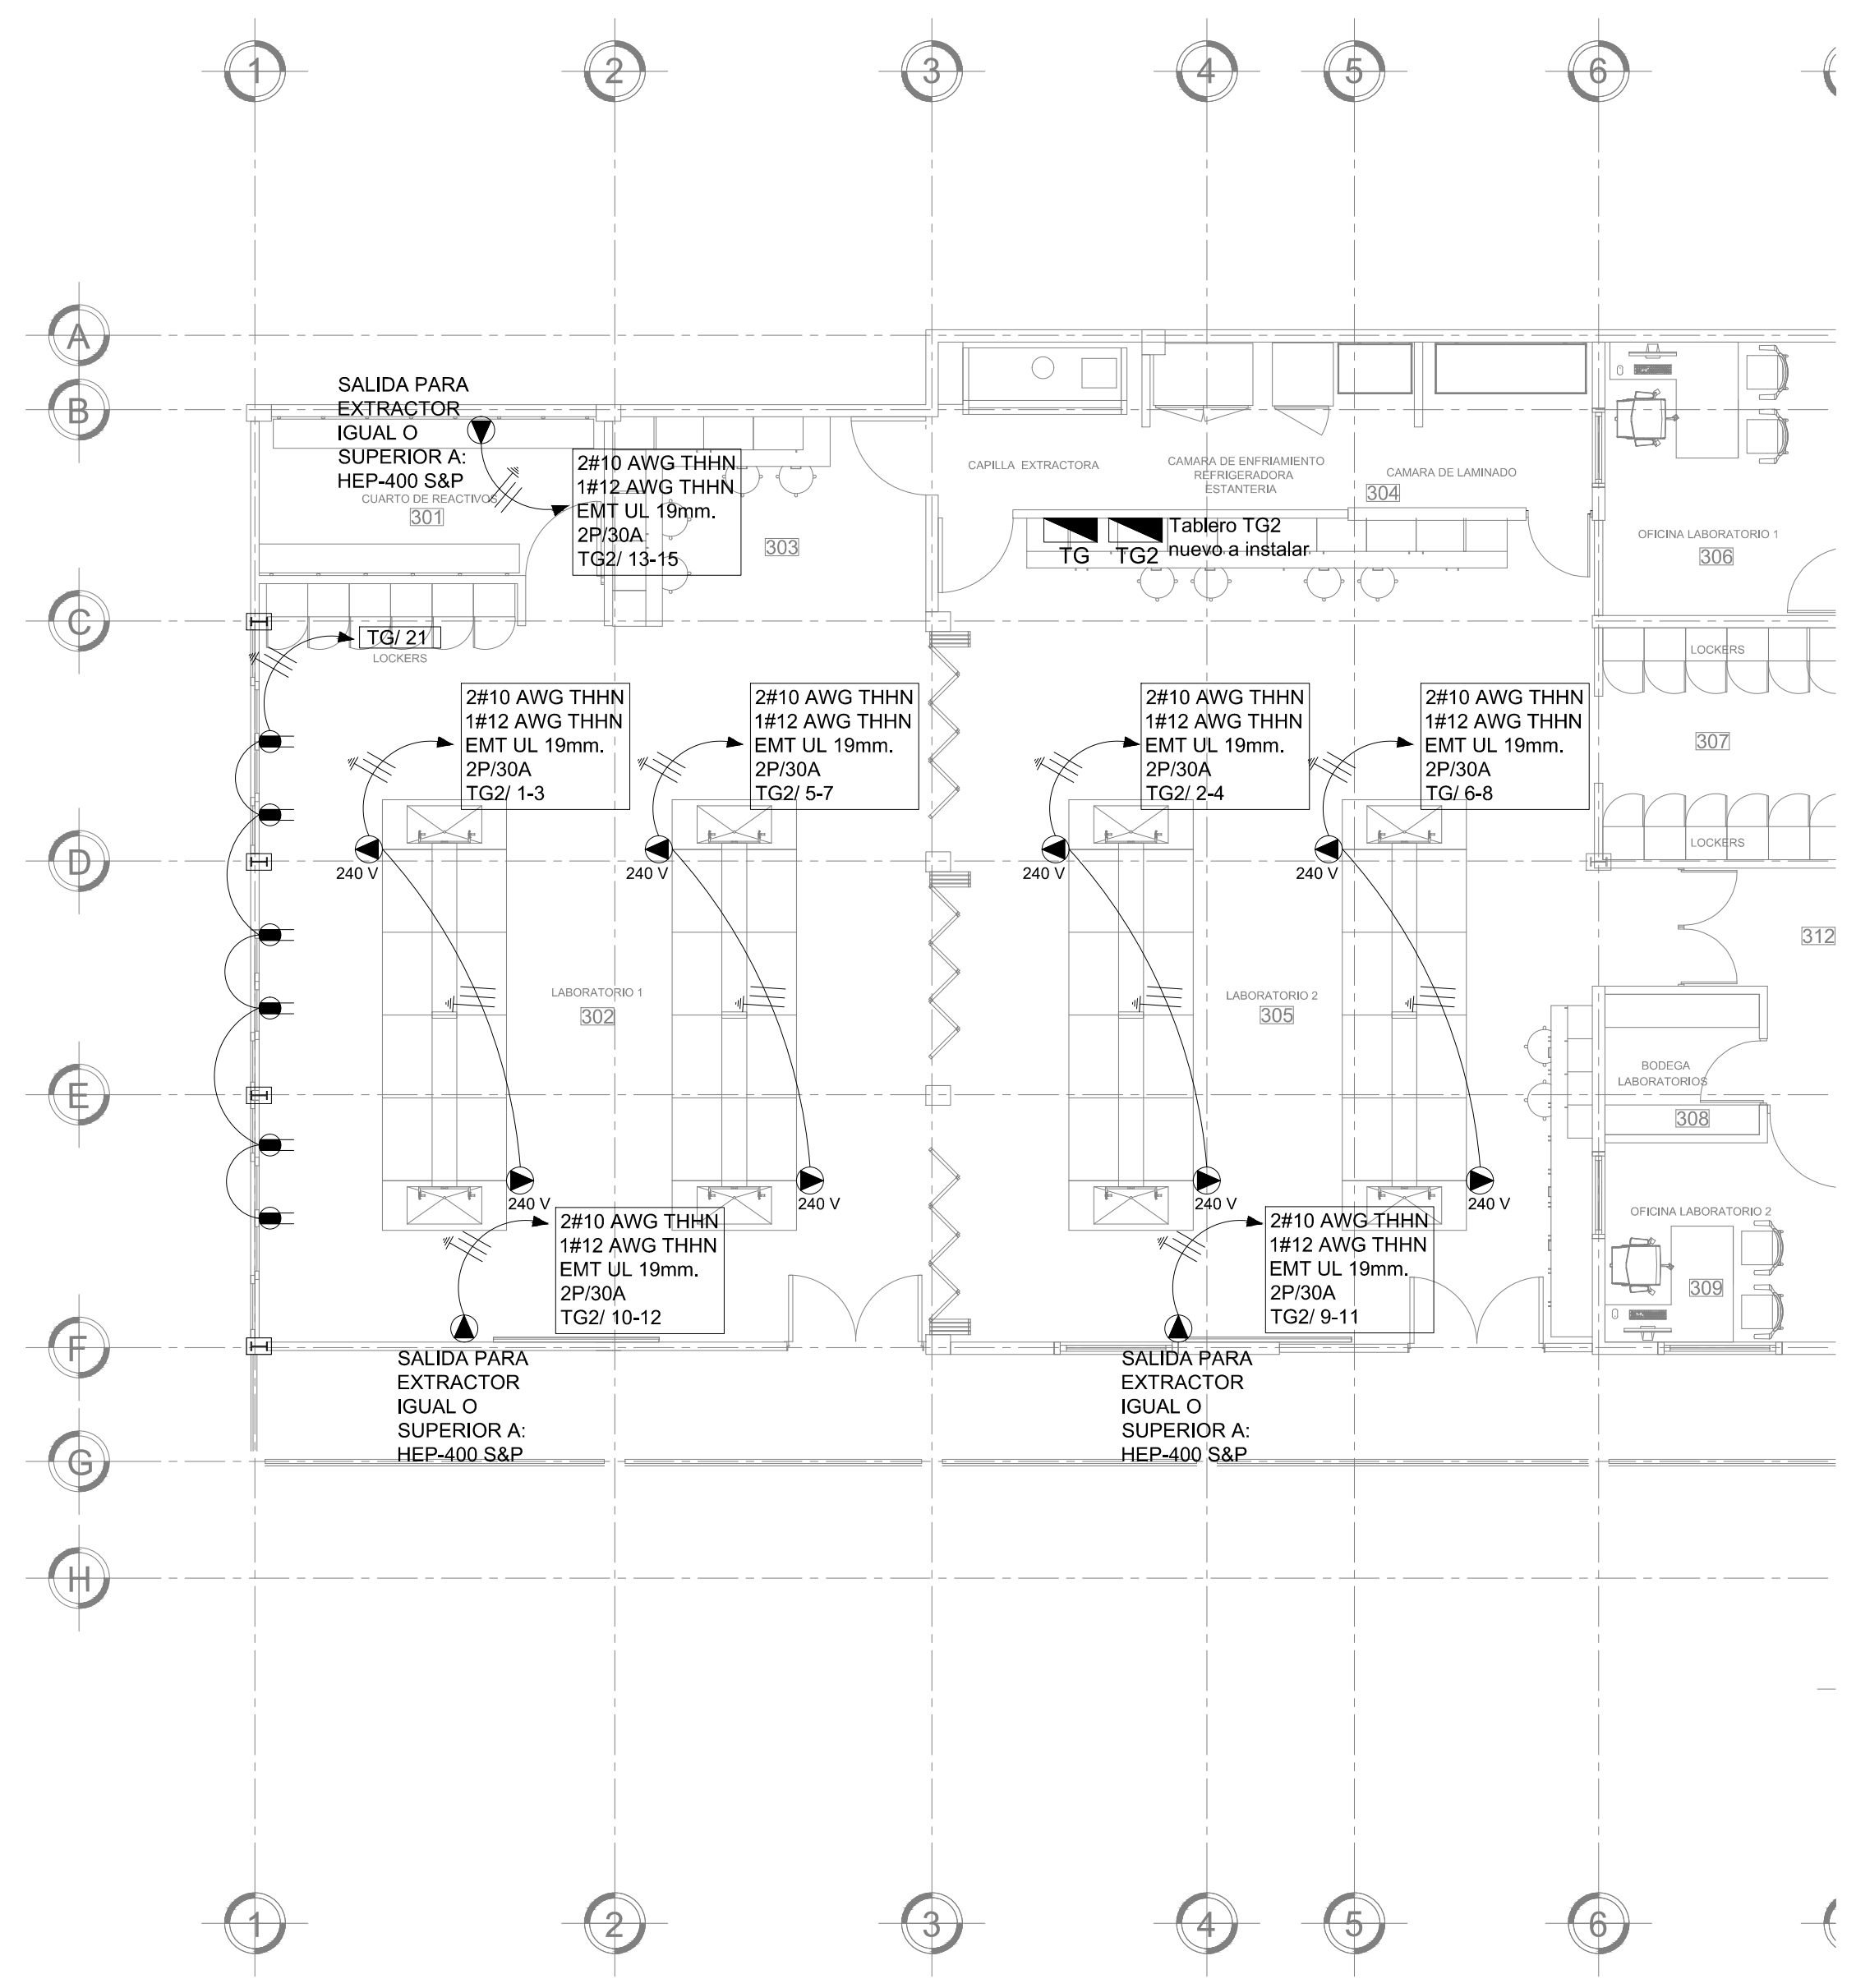 1
2
3
4
5
6
A
B
SALIDA PARA
EXTRACTOR
IGUAL O
SUPERIOR A:
HEP-400 S&P
CUARTO DE REACTIVOS
301
2#10 AWG THHN
1#12 AWG THHN
EMT UL 19mm.
2P/30A
TG2/ 13-15
303
CAPILLA EXTRACTORA
CAMARA DE ENFRIAMIENTO
REFRIGERADORA
ESTANTERIA
CAMARA DE LAMINADO
304
TG
TG2
Tablero TG2
nuevo a instalar
OFICINA LABORATORIO 1
306
C
TG/ 21
LOCKERS
LOCKERS
2#10 AWG THHN
1#12 AWG THHN
EMT UL 19mm.
2P/30A
TG2/ 1-3
2#10 AWG THHN
1#12 AWG THHN
EMT UL 19mm.
2P/30A
TG2/ 5-7
2#10 AWG THHN
1#12 AWG THHN
EMT UL 19mm.
2P/30A
TG2/ 2-4
2#10 AWG THHN
1#12 AWG THHN
EMT UL 19mm.
2P/30A
TG/ 6-8
307
LOCKERS
D
240 V
240 V
240 V
240 V
312
LABORATORIO 1
302
LABORATORIO 2
305
E
BODEGA
LABORATORIOS
308
240 V
240 V
240 V
240 V
2#10 AWG THHN
1#12 AWG THHN
EMT UL 19mm.
2P/30A
TG2/ 10-12
2#10 AWG THHN
1#12 AWG THHN
EMT UL 19mm.
2P/30A
TG2/ 9-11
OFICINA LABORATORIO 2
309
F
SALIDA PARA
EXTRACTOR
IGUAL O
SUPERIOR A:
HEP-400 S&P
SALIDA PARA
EXTRACTOR
IGUAL O
SUPERIOR A:
HEP-400 S&P
G
H
1
2
3
4
5
6